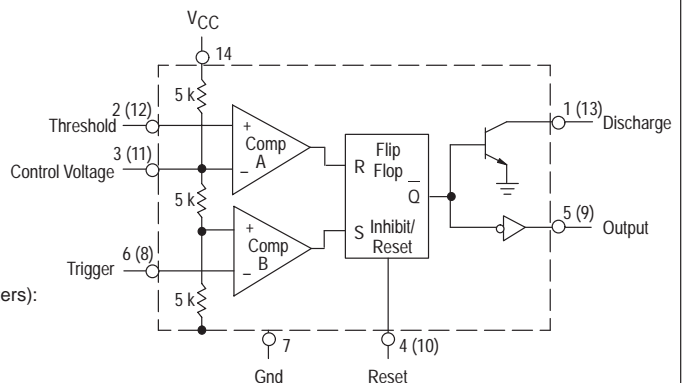 VCC
14
5 k
Threshold
2 (12)
+
Comp
A
–
Control Voltage
3 (11)
5 k
+
Comp
B
–
Trigger
6 (8)
5 k
R
Flip
Flop
Q
S
Inhibit/
Reset
1 (13)
Discharge
5 (9)
Output
ers):
7
Gnd
4 (10)
Reset